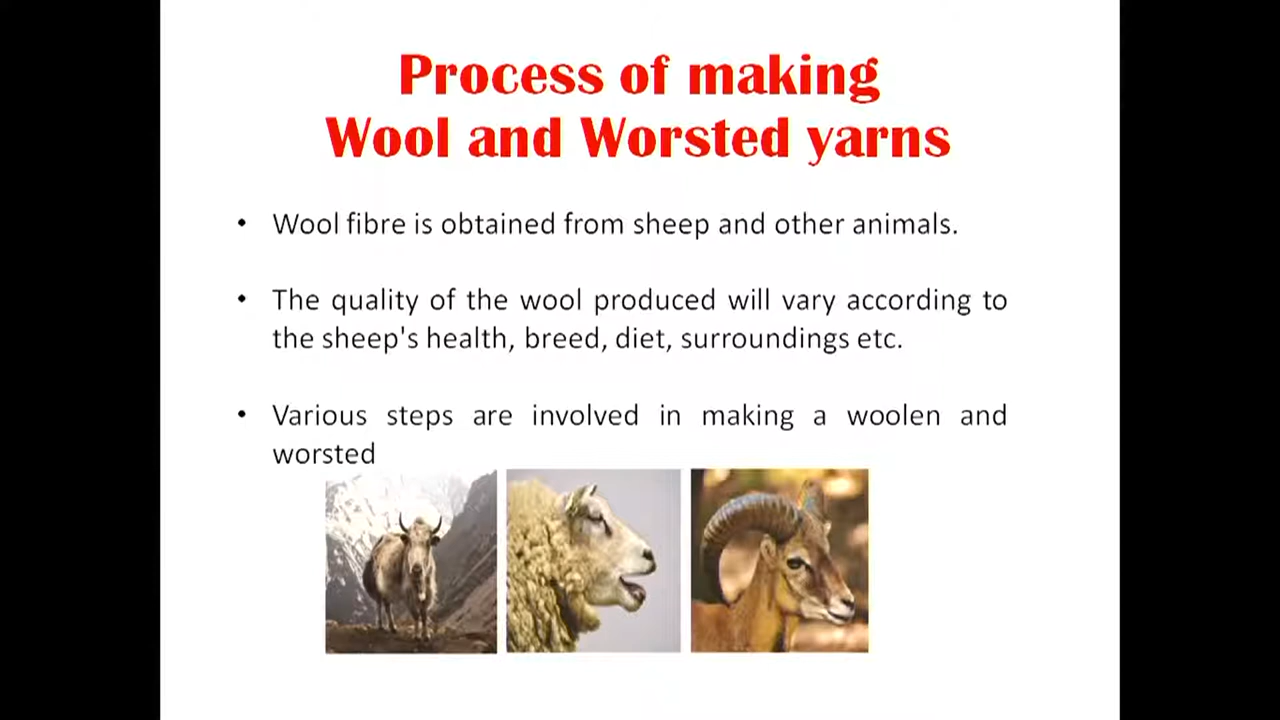 Process of making
Wool and Worsted yarns
• Wool fibre is obtained from sheep and other animals.
• The quality of the wool produced will vary according to
the sheep's health, breed, diet, surroundings etc.
• Various steps are involved in making a woolen and
worsted